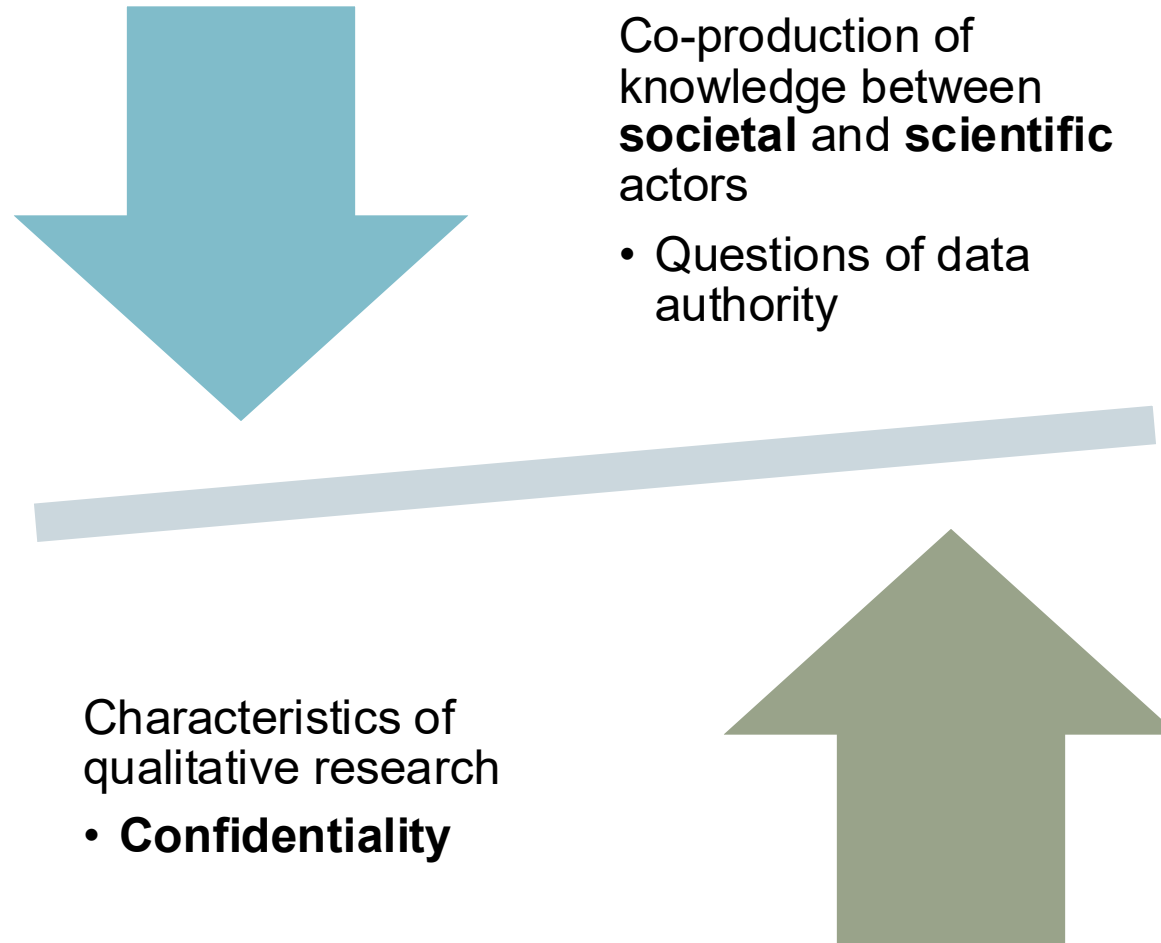 Co-production of
knowledge between
societal and scientific
actors
• Questions of data
authority
Characteristics of
qualitative research
• Confidentiality